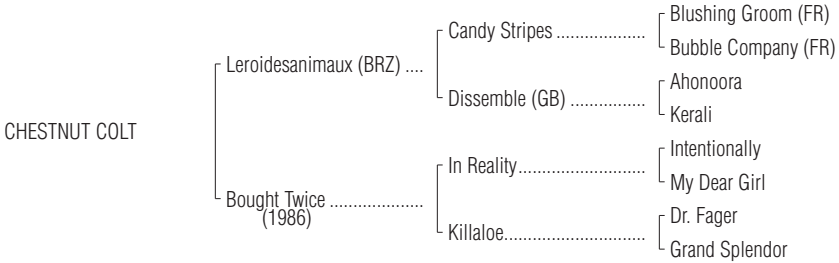 Blushing Groom (FR)
Candy Stripes ...................
Bubble Company (FR)
Leroidesanimaux (BRZ) ....
Ahonoora
Dissemble (GB) ................
Kerali
CHESTNUT COLT
Intentionally
In Reality...........................
My Dear Girl
Bought Twice ....................
(1986)
Dr. Fager
Killaloe..............................
Grand Splendor